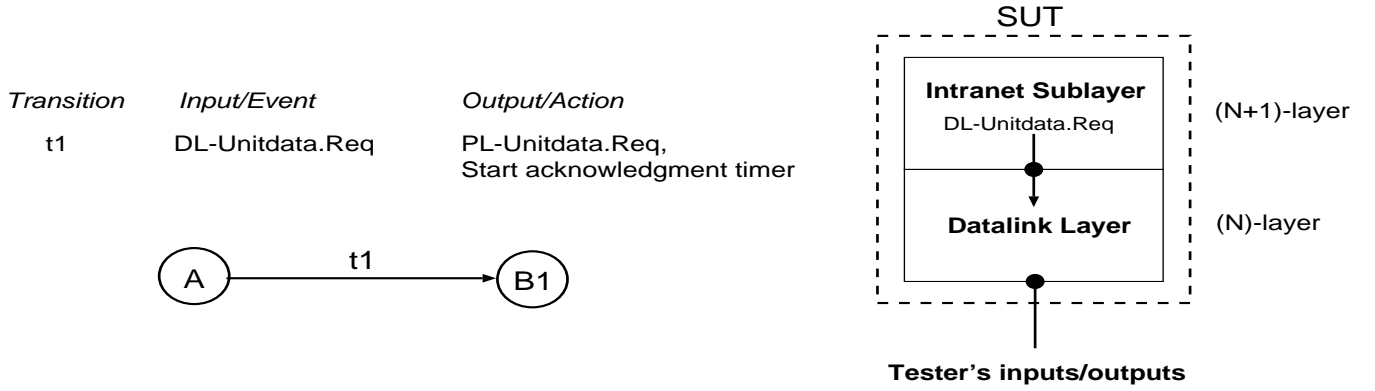 Transition Input/Event Output/Action
t1 DL-Unitdata.Req PL-Unitdata.Req,
Start acknowledgment timer
A t1 B1
SUT
Intranet Sublayer
DL-Unitdata.Req
(N+1)-layer
Datalink Layer
(N)-layer
Tester's inputs/outputs